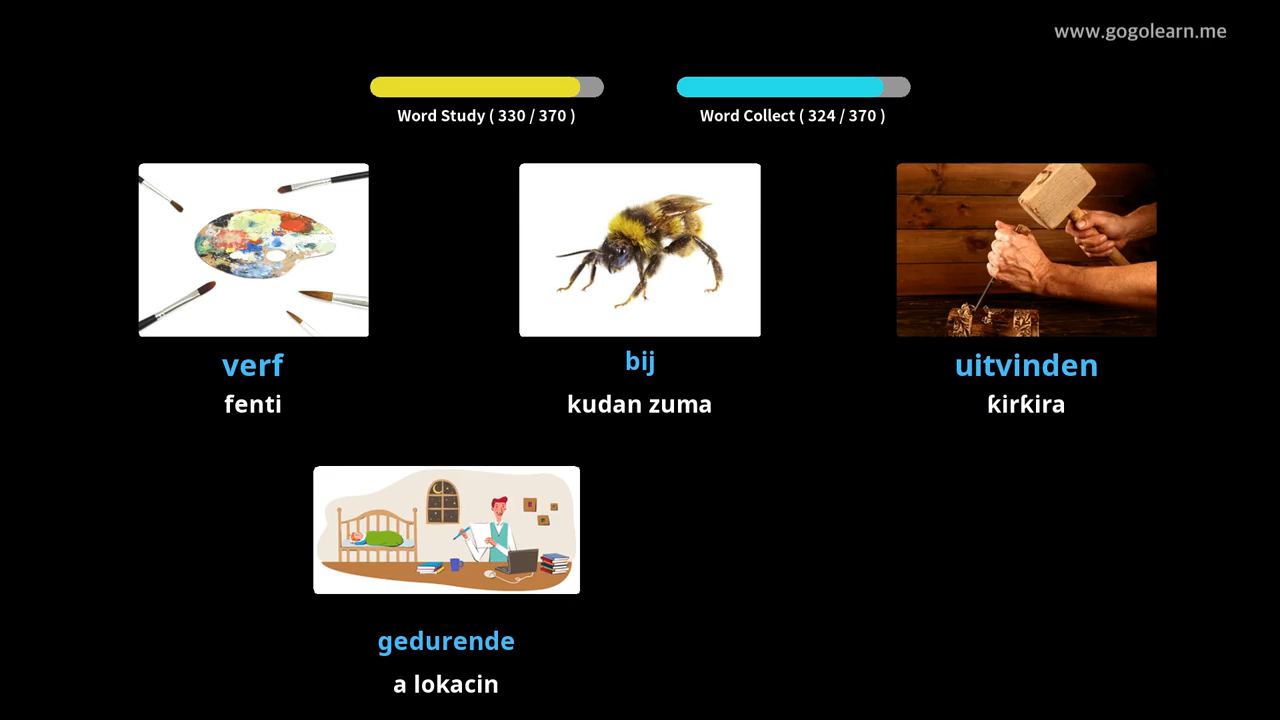 www.gogolearn.me
Word Study ( 330 / 370 )
Word Collect ( 324 / 370 )
verf
bij
uitvinden
fenti
kudan zuma
ƙirƙira
gedurende
a lokacin